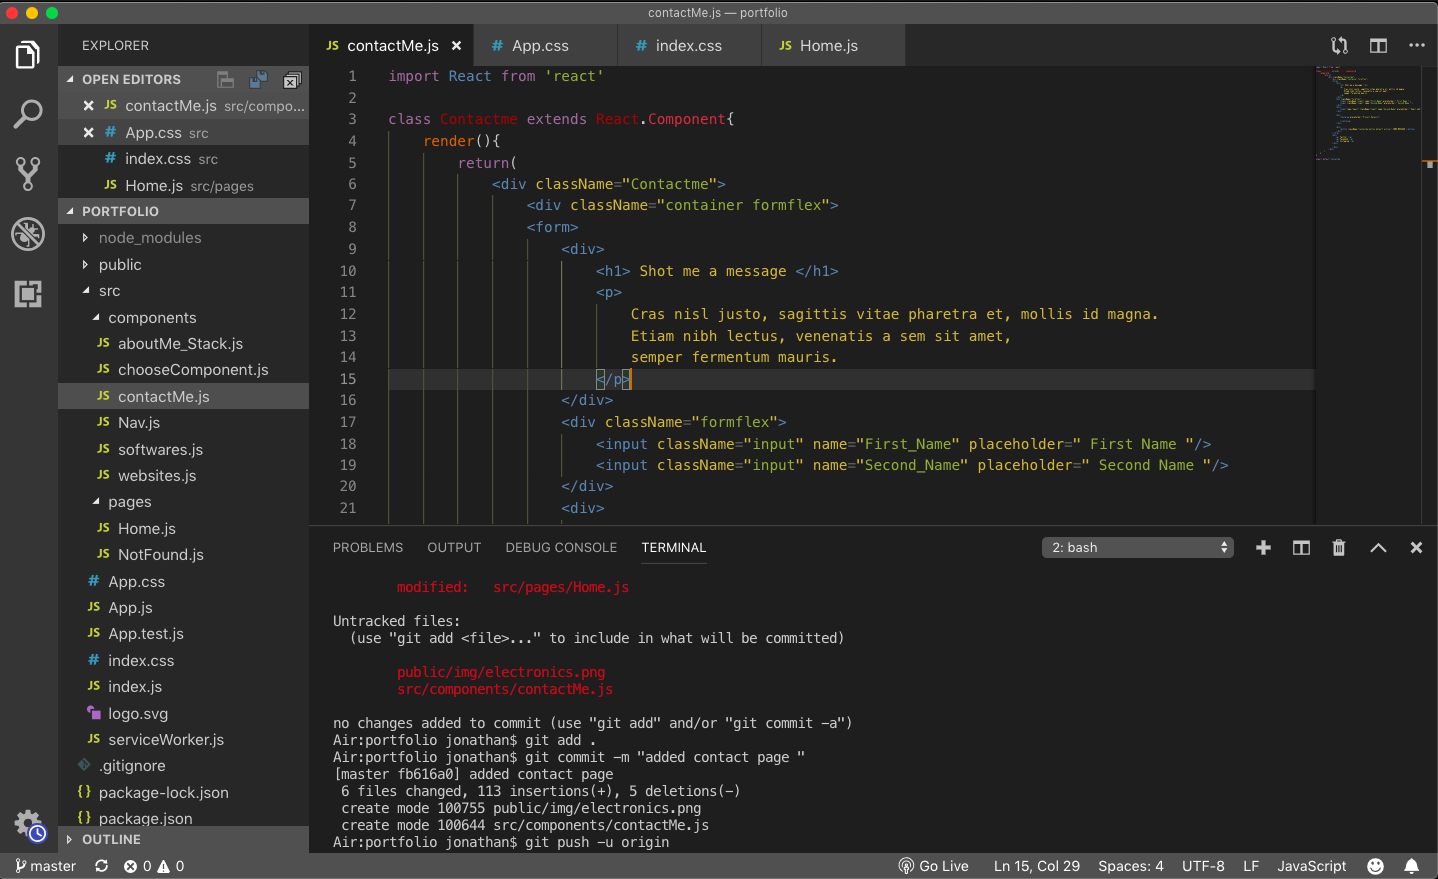 contactMe.js — portfolio
EXPLORER
OPEN EDITORS
JS contactMe.js src/compo...
# App.css src
# index.css src
JS Home.js src/pages
PORTFOLIO
node_modules
public
src
components
JS aboutMe_Stack.js
JS chooseComponent.js
JS contactMe.js
JS Nav.js
JS softwares.js
JS websites.js
pages
JS Home.js
JS NotFound.js
# App.css
JS App.js
JS App.test.js
# index.css
JS index.js
logo.svg
JS serviceWorker.js
.gitignore
{} package-lock.json
{} package.json
OUTLINE
JS contactMe.js # App.css # index.css JS Home.js
1 import React from 'react'
2
3 class Contactme extends React.Component{
4 render(){
5 return(
6 <div className="Contactme">
7 <div className="container formflex">
8 <form>
9 <div>
10 <h1> Shot me a message </h1>
11 <p>
12 Cras nisl justo, sagittis vitae pharetra et, mollis id magna.
13 Etiam nibh lectus, venenatis a sem sit amet,
14 semper fermentum mauris.
15 </p>
16 </div>
17 <div className="formflex">
18 <input className="input" name="First_Name" placeholder=" First Name "/>
19 <input className="input" name="Second_Name" placeholder=" Second Name "/>
20 </div>
21 <div>
PROBLEMS OUTPUT DEBUG CONSOLE TERMINAL 2: bash
modified: src/pages/Home.js
Untracked files:
(use "git add <file>..." to include in what will be committed)
public/img/electronics.png
src/components/contactMe.js
no changes added to commit (use "git add" and/or "git commit -a")
Air:portfolio jonathan$ git add .
Air:portfolio jonathan$ git commit -m "added contact page "
[master fb616a0] added contact page
6 files changed, 113 insertions(+), 5 deletions(-)
create mode 100755 public/img/electronics.png
create mode 100644 src/components/contactMe.js
Air:portfolio jonathan$ git push -u origin
master 0 0 Go Live Ln 15, Col 29 Spaces: 4 UTF-8 LF JavaScript